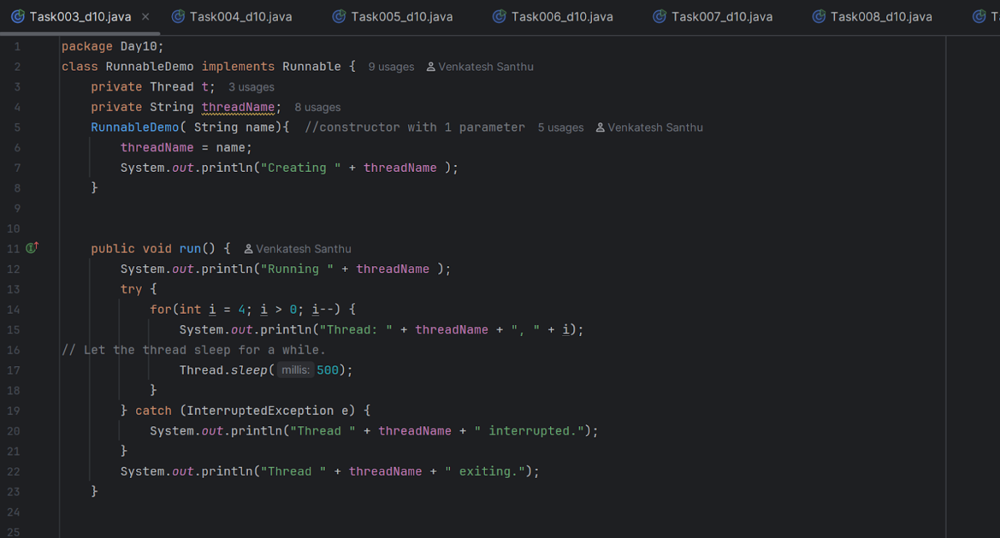 Task003_d10.java × Task004_d10.java Task005_d10.java Task006_d10.java Task007_d10.java Task008_d10.java
1 package Day10;
2 class RunnableDemo implements Runnable { 9 usages Venkatesh Santhu
3 private Thread t; 3 usages
4 private String threadName; 8 usages
5 RunnableDemo( String name){ //constructor with 1 parameter 5 usages Venkatesh Santhu
6 threadName = name;
7 System.out.println("Creating " + threadName );
8 }
9
10
11 public void run() { Venkatesh Santhu
12 System.out.println("Running " + threadName );
13 try {
14 for(int i = 4; i > 0; i--) {
15 System.out.println("Thread: " + threadName + ", " + i);
16 // Let the thread sleep for a while.
17 Thread.sleep( millis: 500);
18 }
19 } catch (InterruptedException e) {
20 System.out.println("Thread " + threadName + " interrupted.");
21 }
22 System.out.println("Thread " + threadName + " exiting.");
23 }
24
25